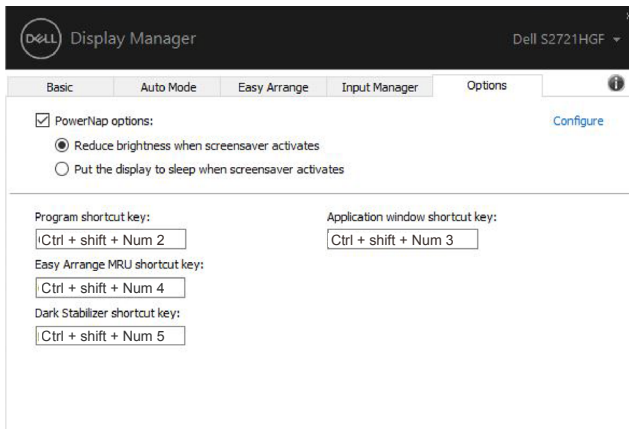 DELL Display Manager
Dell S2721HGF
Basic Auto Mode Easy Arrange Input Manager Options
PowerNap options:
Configure
Reduce brightness when screensaver activates
Put the display to sleep when screensaver activates
Program shortcut key:
Application window shortcut key:
Ctrl + shift + Num 2
Ctrl + shift + Num 3
Easy Arrange MRU shortcut key:
Ctrl + shift + Num 4
Dark Stabilizer shortcut key:
Ctrl + shift + Num 5